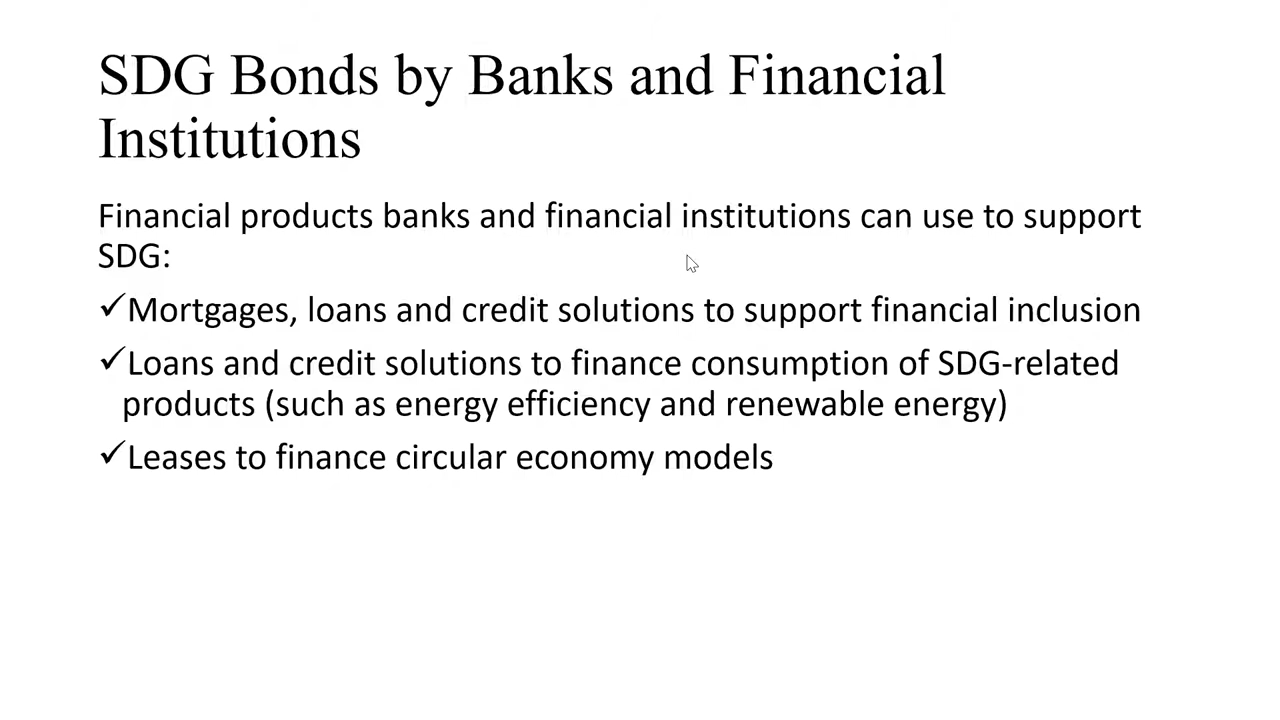 SDG Bonds by Banks and Financial
Institutions
Financial products banks and financial institutions can use to support
SDG:
✓Mortgages, loans and credit solutions to support financial inclusion
✓Loans and credit solutions to finance consumption of SDG-related
products (such as energy efficiency and renewable energy)
✓Leases to finance circular economy models